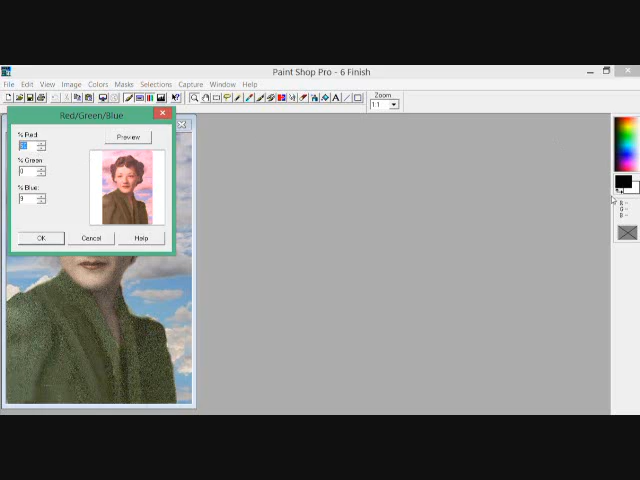 Paint Shop Pro - 6 Finish
File Edit View Image Colors Masks Selections Capture Window Help
Zoom
1:1
Red/Green/Blue
% Red:
% Green:
0
% Blue:
9
Preview
OK Cancel Help
R: -
G: -
B: -